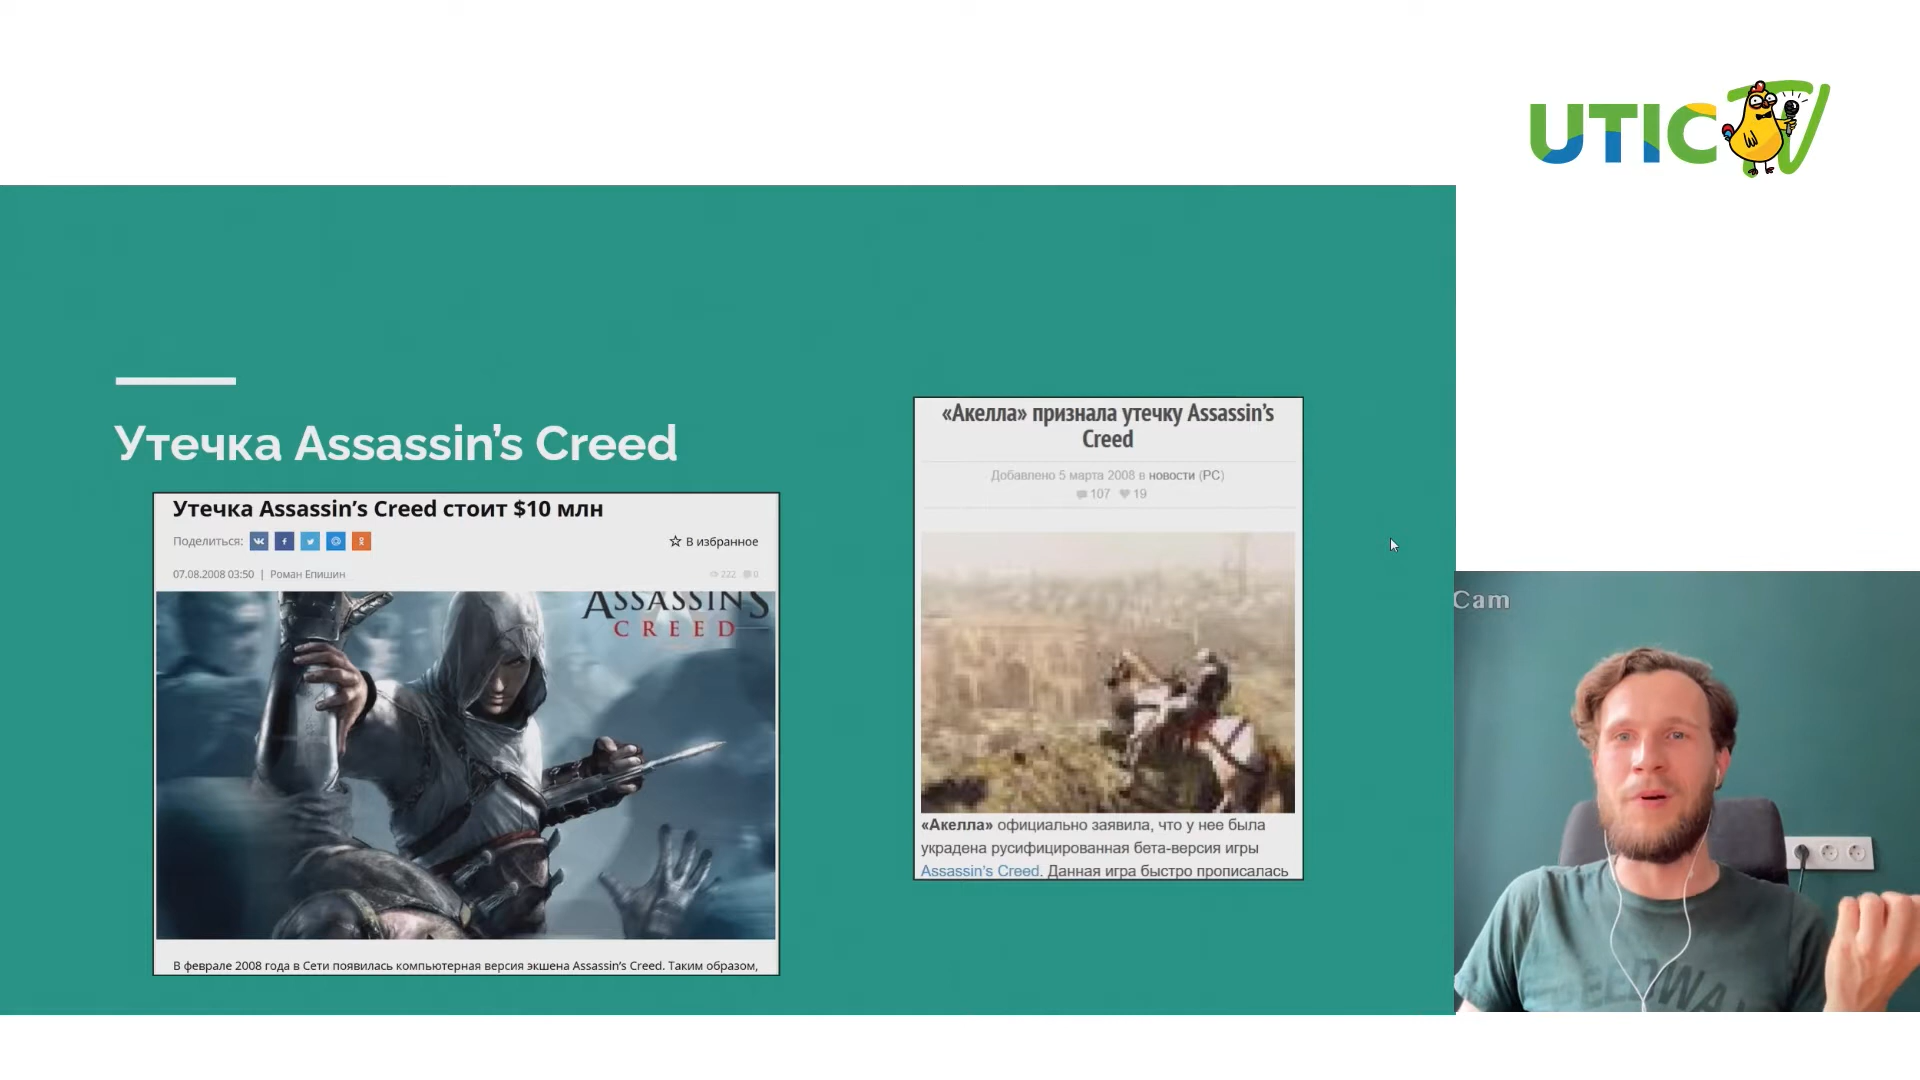 UTIC TV
Утечка Assassin’s Creed
Утечка Assassin’s Creed стоит $10 млн
Поделиться:
В избранное
07.08.2008 03:50 | Роман Епишин
222 0
ASSASSIN'S
CREED
В феврале 2008 года в Сети появилась компьютерная версия экшена Assassin’s Creed. Таким образом,
«Акелла» признала утечку Assassin’s
Creed
Добавлено 5 марта 2008 в новости (PC)
107 19
«Акелла» официально заявила, что у нее была
украдена русифицированная бета-версия игры
Assassin’s Creed. Данная игра быстро прописалась
Cam